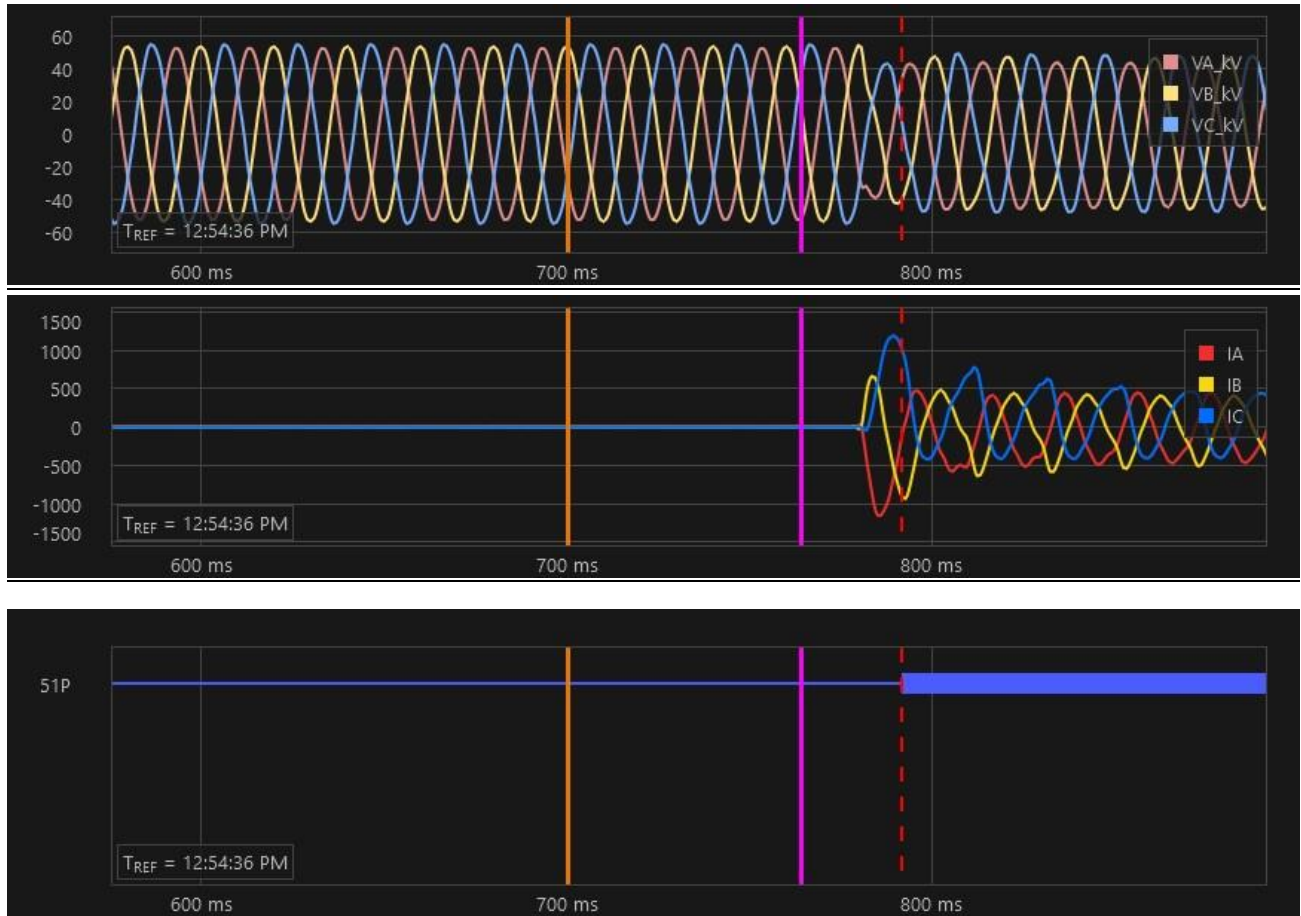 60
40
20
0
-20
-40
-60
VA_kV
VB_kV
VC_kV
TREF = 12:54:36 PM
600 ms
700 ms
800 ms
1500
1000
500
0
-500
-1000
-1500
IA
IB
IC
TREF = 12:54:36 PM
600 ms
700 ms
800 ms
51P
TREF = 12:54:36 PM
600 ms
700 ms
800 ms